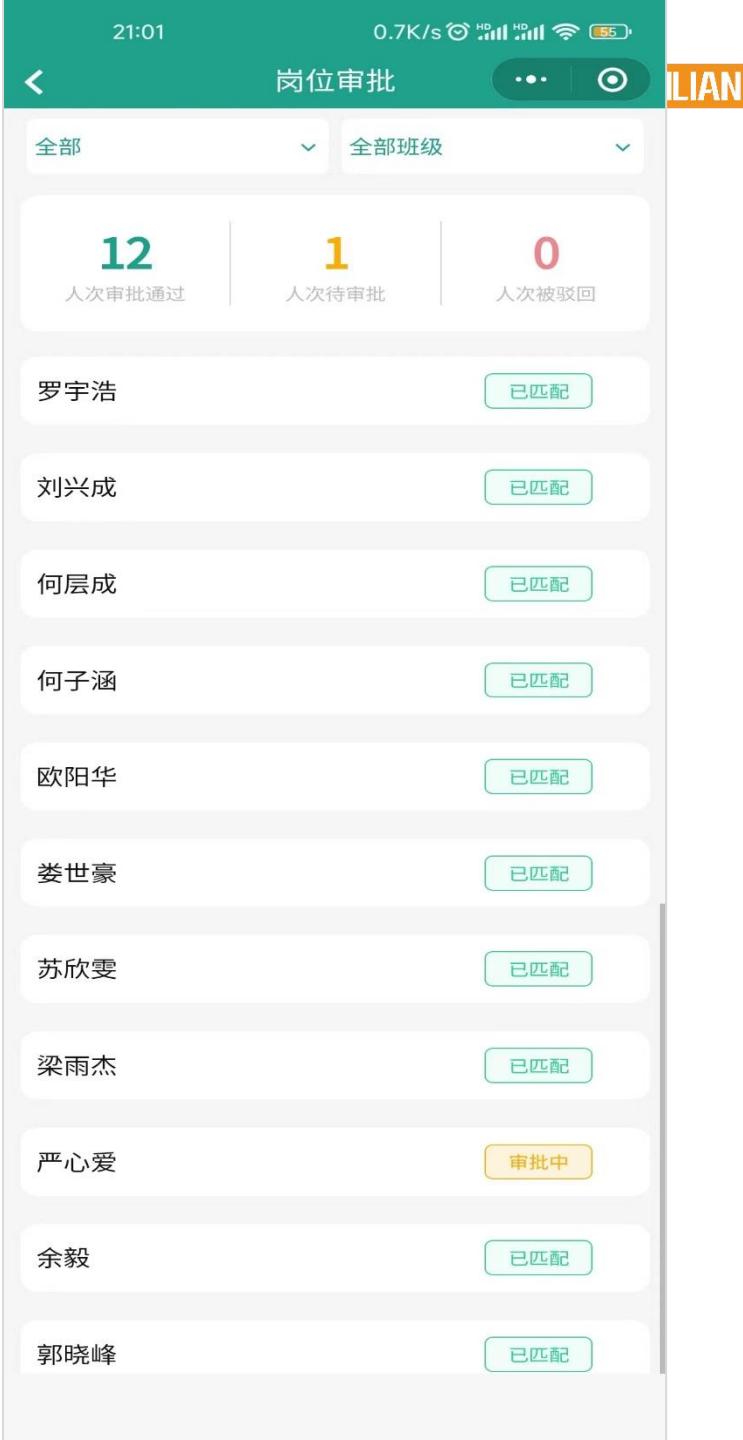 21:01 0.7K/s HD HD 55
岗位审批
LIAN
全部 全部班级
12 1 0
人次审批通过 人次待审批 人次被驳回
罗宇浩 已匹配
刘兴成 已匹配
何层成 已匹配
何子涵 已匹配
欧阳华 已匹配
娄世豪 已匹配
苏欣雯 已匹配
梁雨杰 已匹配
严心爱 审批中
余毅 已匹配
郭晓峰 已匹配